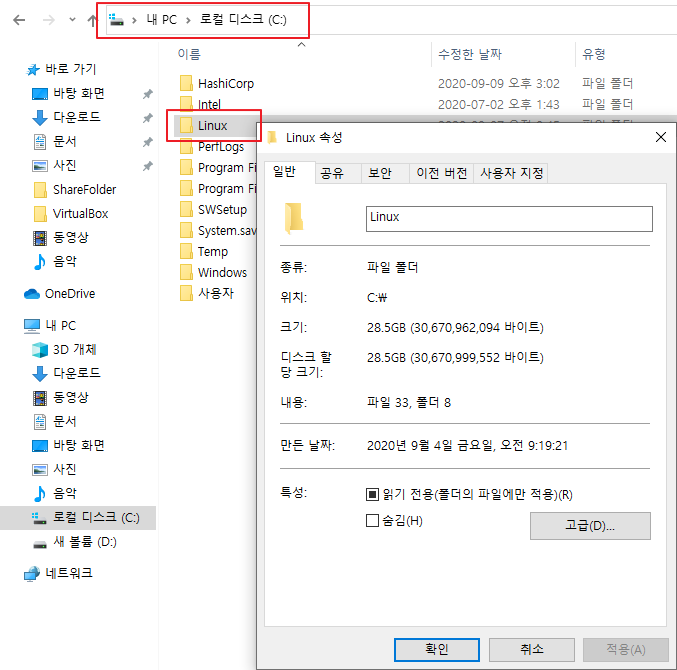 내 PC > 로컬 디스크 (C:)
이름 수정한 날짜 유형
바로 가기
바탕 화면
다운로드
문서
사진
ShareFolder
VirtualBox
동영상
음악
OneDrive
내 PC
3D 개체
다운로드
동영상
문서
바탕 화면
사진
음악
로컬 디스크 (C:)
새 볼륨 (D:)
네트워크
HashiCorp 2020-09-09 오후 3:02 파일 폴더
Intel 2020-07-02 오후 1:43 파일 폴더
Linux
PerfLogs
Program Fi
Program Fi
SWSetup
System.sav
Temp
Windows
사용자
Linux 속성
일반 공유 보안 이전 버전 사용자 지정
Linux
종류: 파일 폴더
위치: C:₩
크기: 28.5GB (30,670,962,094 바이트)
디스크 할
당 크기: 28.5GB (30,670,999,552 바이트)
내용: 파일 33, 폴더 8
만든 날짜: 2020년 9월 4일 금요일, 오전 9:19:21
특성: 읽기 전용(폴더의 파일에만 적용)(R)
숨김(H)
고급(D)...
확인 취소 적용(A)